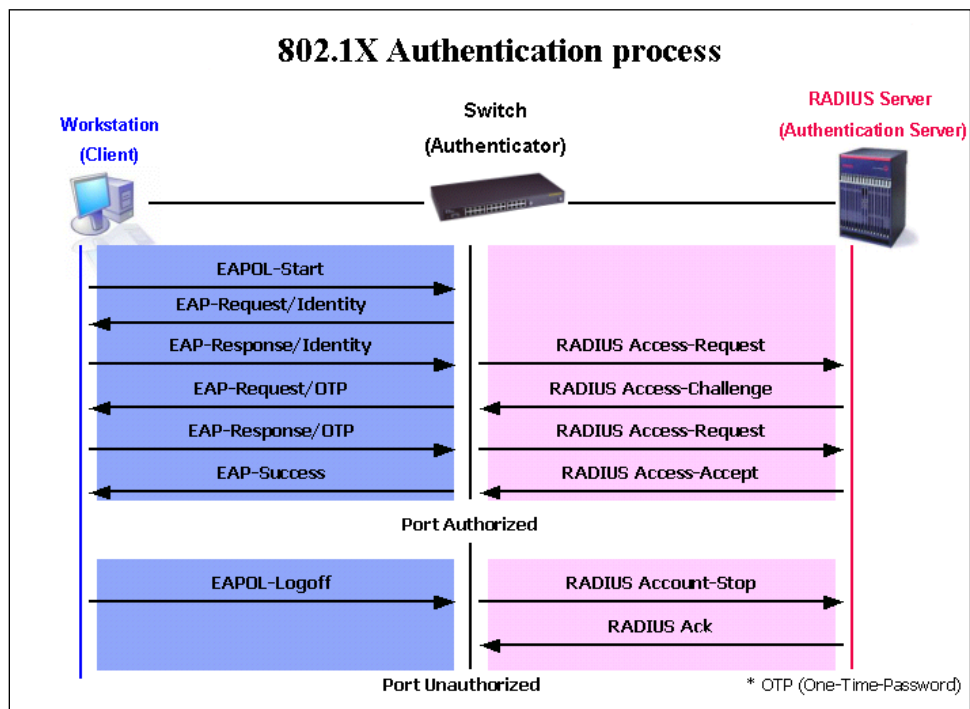 802.1X Authentication process
Workstation
(Client)
Switch
(Authenticator)
RADIUS Server
(Authentication Server)
EAPOL-Start
EAP-Request/Identity
EAP-Response/Identity
RADIUS Access-Request
EAP-Request/OTP
RADIUS Access-Challenge
EAP-Response/OTP
RADIUS Access-Request
EAP-Success
RADIUS Access-Accept
Port Authorized
EAPOL-Logoff
RADIUS Account-Stop
RADIUS Ack
Port Unauthorized
* OTP (One-Time-Password)